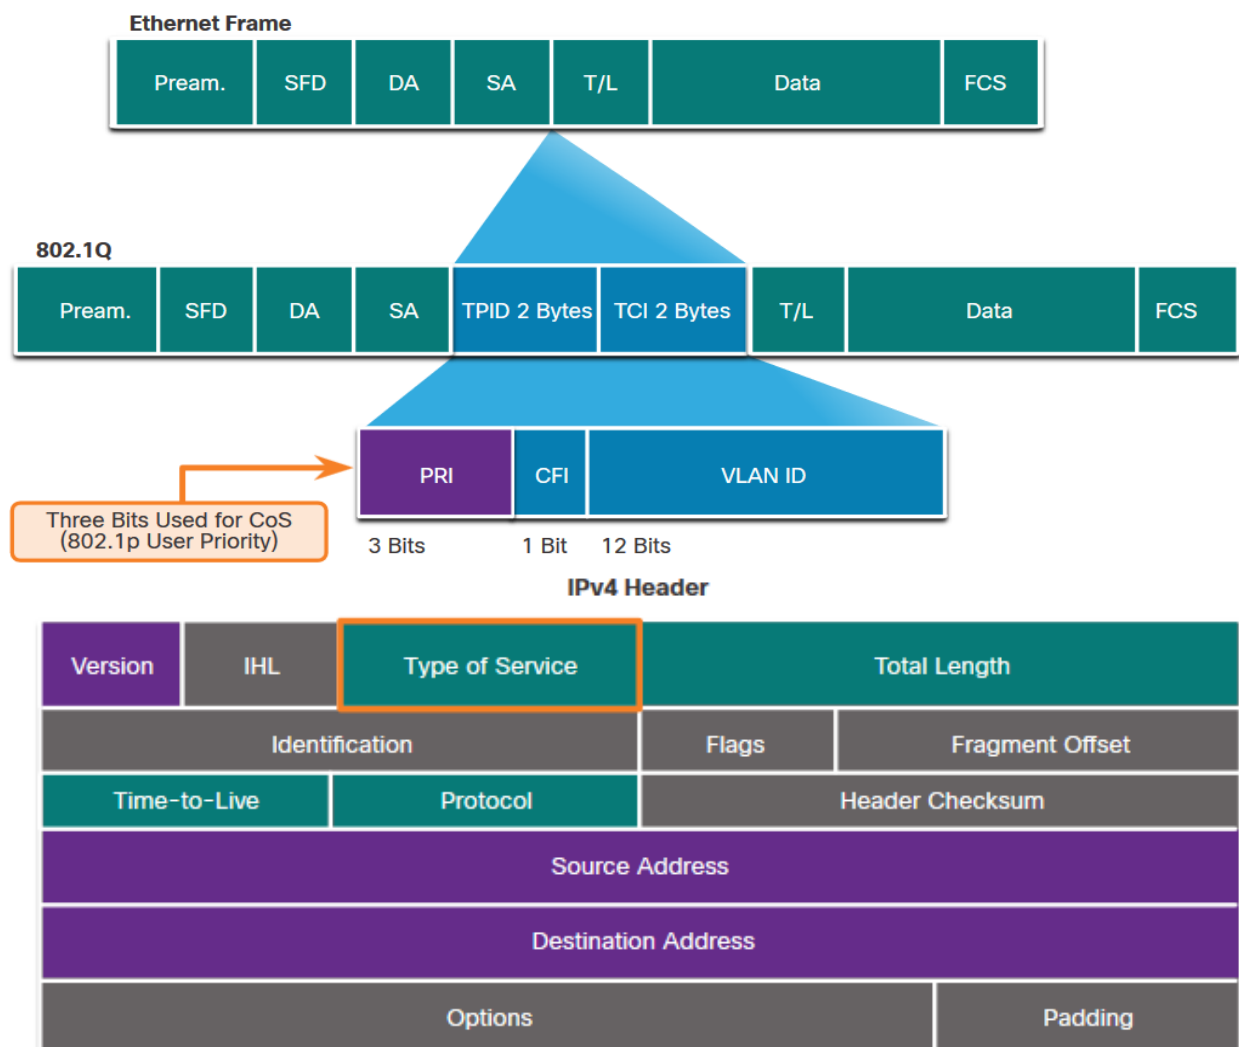 Ethernet Frame
Pream. SFD DA SA T/L Data FCS
802.1Q
Pream. SFD DA SA TPID 2 Bytes TCI 2 Bytes T/L Data FCS
PRI CFI VLAN ID
Three Bits Used for CoS
(802.1p User Priority)
3 Bits 1 Bit 12 Bits
IPv4 Header
Version IHL Type of Service Total Length
Identification Flags Fragment Offset
Time-to-Live Protocol Header Checksum
Source Address
Destination Address
Options Padding